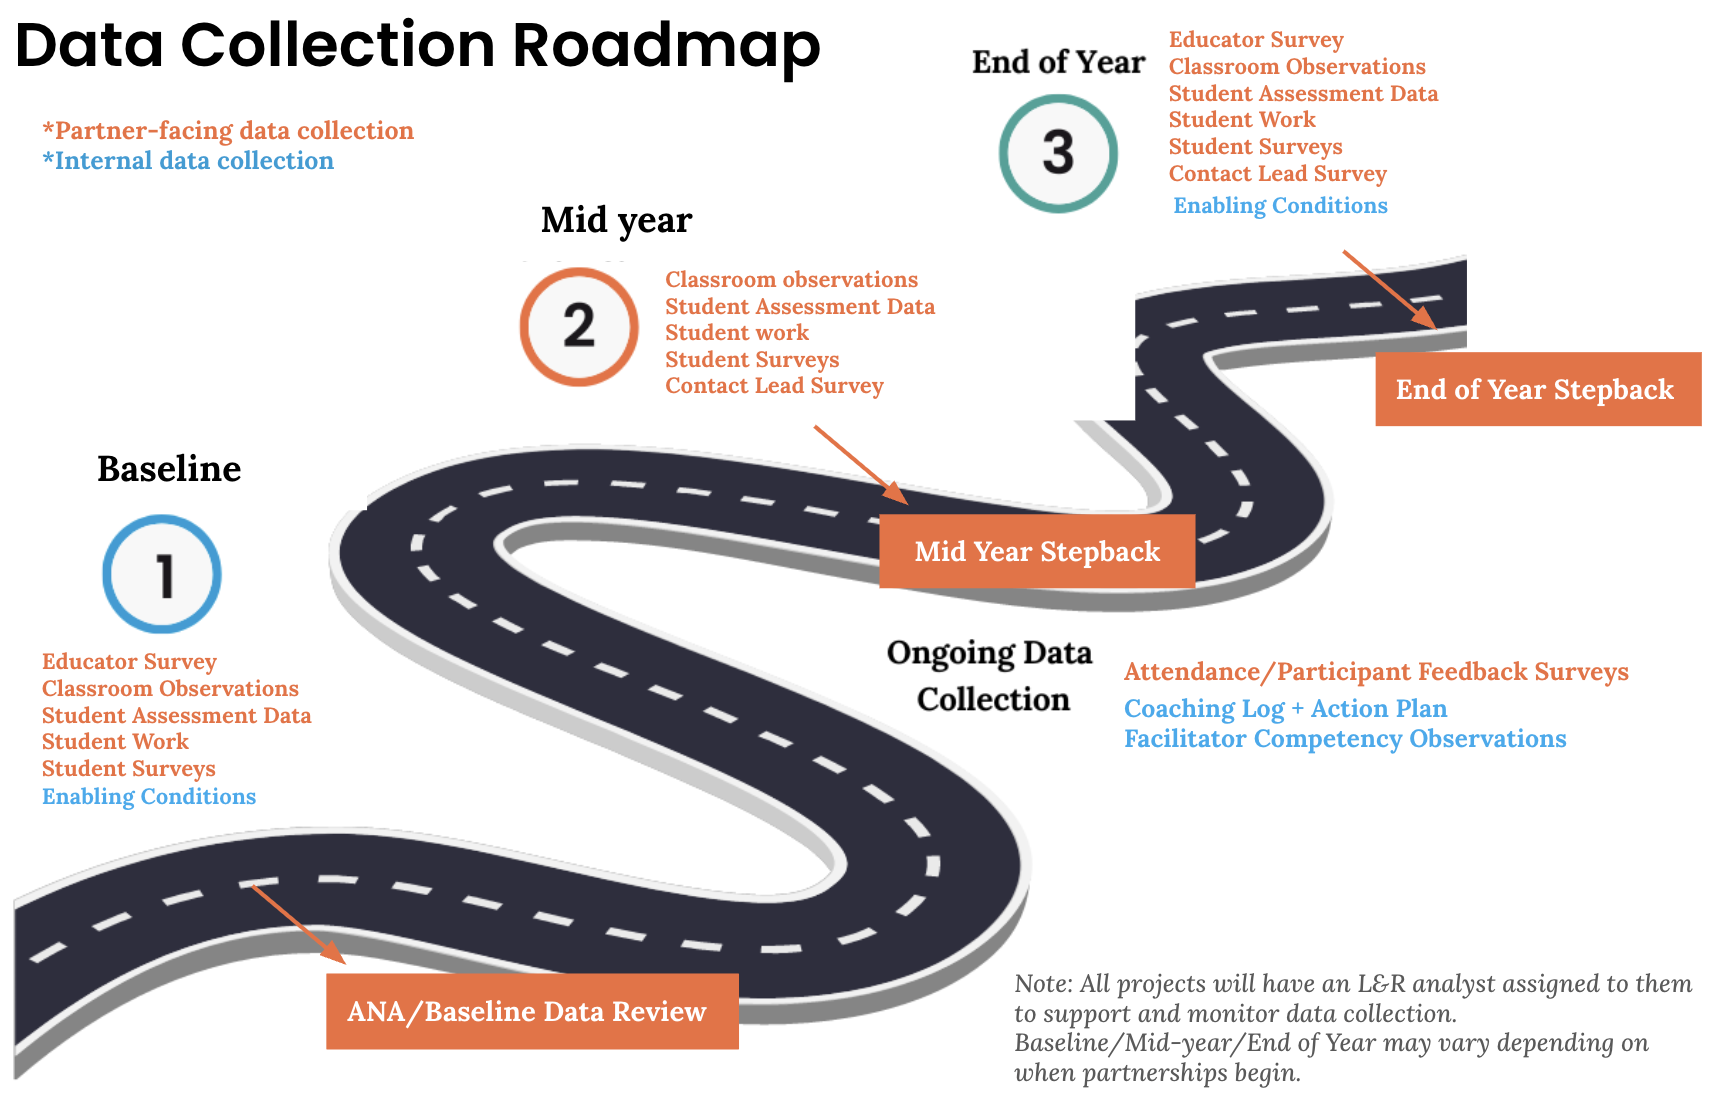 Data Collection Roadmap
*Partner-facing data collection
*Internal data collection
End of Year
3
Educator Survey
Classroom Observations
Student Assessment Data
Student Work
Student Surveys
Contact Lead Survey
Enabling Conditions
End of Year Stepback
Mid year
2
Classroom observations
Student Assessment Data
Student work
Student Surveys
Contact Lead Survey
Mid Year Stepback
Baseline
1
Educator Survey
Classroom Observations
Student Assessment Data
Student Work
Student Surveys
Enabling Conditions
ANA/Baseline Data Review
Ongoing Data
Collection
Attendance/Participant Feedback Surveys
Coaching Log + Action Plan
Facilitator Competency Observations
Note: All projects will have an L&R analyst assigned to them
to support and monitor data collection.
Baseline/Mid-year/End of Year may vary depending on
when partnerships begin.